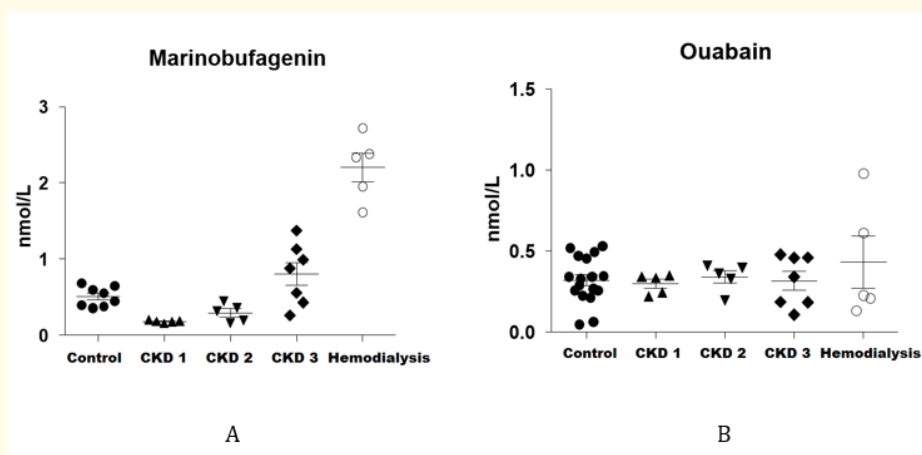 Marinobufagenin
nmol/L
3
2
1
0
Control CKD 1 CKD 2 CKD 3 Hemodialysis
A
Ouabain
nmol/L
1.5
1.0
0.5
0.0
Control CKD 1 CKD 2 CKD 3 Hemodialysis
B